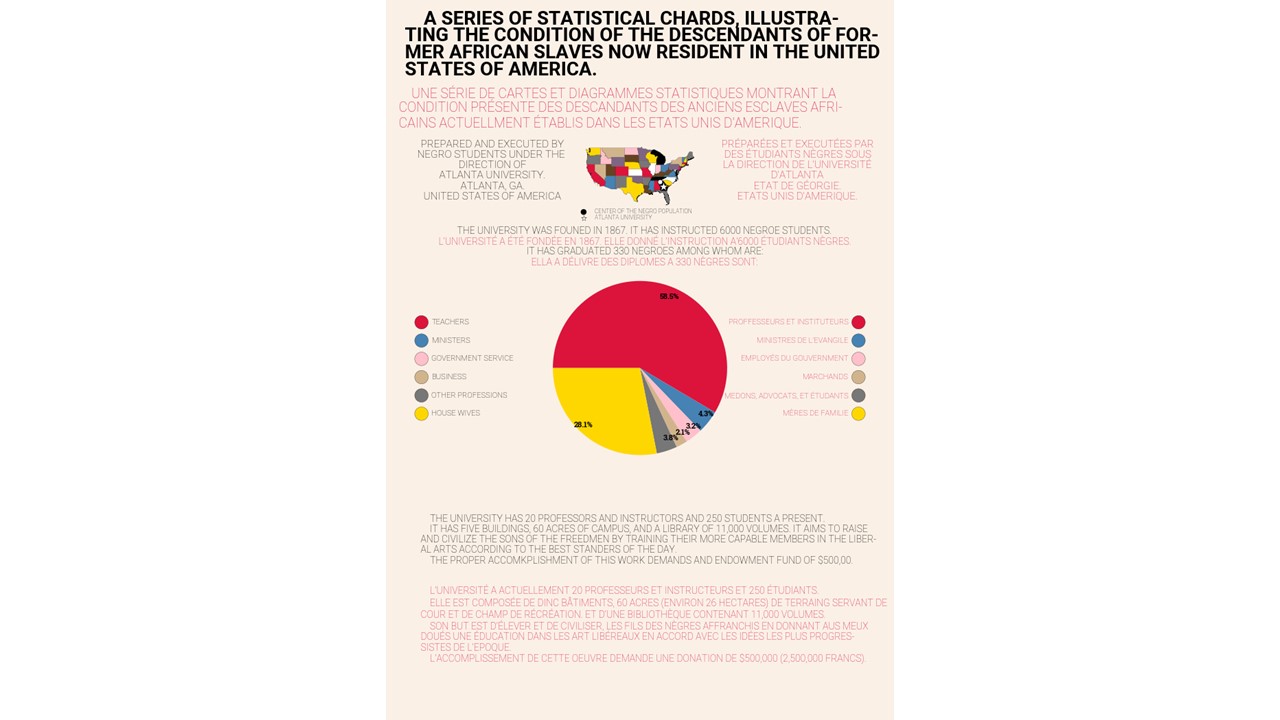 A SERIES OF STATISTICAL CHARDS, ILLUSTRA-
TING THE CONDITION OF THE DESCENDANTS OF FOR-
MER AFRICAN SLAVES NOW RESIDENT IN THE UNITED
STATES OF AMERICA.
UNE SÉRIE DE CARTES ET DIAGRAMMES STATISTIQUES MONTRANT LA
CONDITION PRÉSENTE DES DESCANDANTS DES ANCIENS ESCLAVES AFRI-
CAINS ACTUELLMENT ÉTABLIS DANS LES ETATS UNIS D'AMERIQUE.
PREPARED AND EXECUTED BY
NEGRO STUDENTS UNDER THE
DIRECTION OF
ATLANTA UNIVERSITY.
ATLANTA, GA.
UNITED STATES OF AMERICA
PRÉPARÉES ET EXECUTÉES PAR
DES ÉTUDIANTS NÈGRES SOUS
LA DIRECTION DE L'UNIVERSITÉ
D'ATLANTA
ETAT DE GÉORGIE.
ETATS UNIS D'AMERIQUE.
CENTER OF THE NEGRO POPULATION
ATLANTA UNIVERSITY
THE UNIVERSITY WAS FOUNED IN 1867. IT HAS INSTRUCTED 6000 NEGROE STUDENTS.
L'UNIVERSITÉ A ÉTÉ FONDÉE EN 1867. ELLE DONNÉ L'INSTRUCTION A'6000 ÉTUDIANTS NÈGRES.
IT HAS GRADUATED 330 NEGROES AMONG WHOM ARE:
ELLA A DÉLIVRE DES DIPLOMES A 330 NÈGRES SONT:
58.5%
4.3%
3.2%
2.1%
3.8%
28.1%
TEACHERS
MINISTERS
GOVERNMENT SERVICE
BUSINESS
OTHER PROFESSIONS
HOUSE WIVES
PROFFESSEURS ET INSTITUTEURS
MINISTRES DE L'EVANGILE
EMPLOYÉS DU GOUVERNMENT
MARCHANDS
MEDONS, ADVOCATS, ET ÉTUDANTS
MÈRES DE FAMILIE
THE UNIVERSITY HAS 20 PROFESSORS AND INSTRUCTORS AND 250 STUDENTS A PRESENT.
IT HAS FIVE BUILDINGS, 60 ACRES OF CAMPUS, AND A LIBRARY OF 11,000 VOLUMES. IT AIMS TO RAISE
AND CIVILIZE THE SONS OF THE FREEDMEN BY TRAINING THEIR MORE CAPABLE MEMBERS IN THE LIBER-
AL ARTS ACCORDING TO THE BEST STANDERS OF THE DAY.
THE PROPER ACCOMKPLISHMENT OF THIS WORK DEMANDS AND ENDOWMENT FUND OF $500,00.
L'UNIVERSITÉ A ACTUELLEMENT 20 PROFESSEURS ET INSTRUCTEURS ET 250 ÉTUDIANTS.
ELLE EST COMPOSÉE DE DINC BÂTIMENTS, 60 ACRES (ENVIRON 26 HECTARES) DE TERRAING SERVANT DE
COUR ET DE CHAMP DE RÉCRÉATION. ET D'UNE BIBLIOTHÈQUE CONTENANT 11,000 VOLUMES.
SON BUT EST D'ÉLEVER ET DE CIVILISER, LES FILS DES NÈGRES AFFRANCHIS EN DONNANT AUS MEUX
DOUÉS UNE ÉDUCATION DANS LES ART LIBÉREAUX EN ACCORD AVEC LES IDÉES LES PLUS PROGRES-
SISTES DE L'ÉPOQUE.
L'ACCOMPLISSEMENT DE CETTE OEUVRE DEMANDE UNE DONATION DE $500,000 (2,500,000 FRANCS).